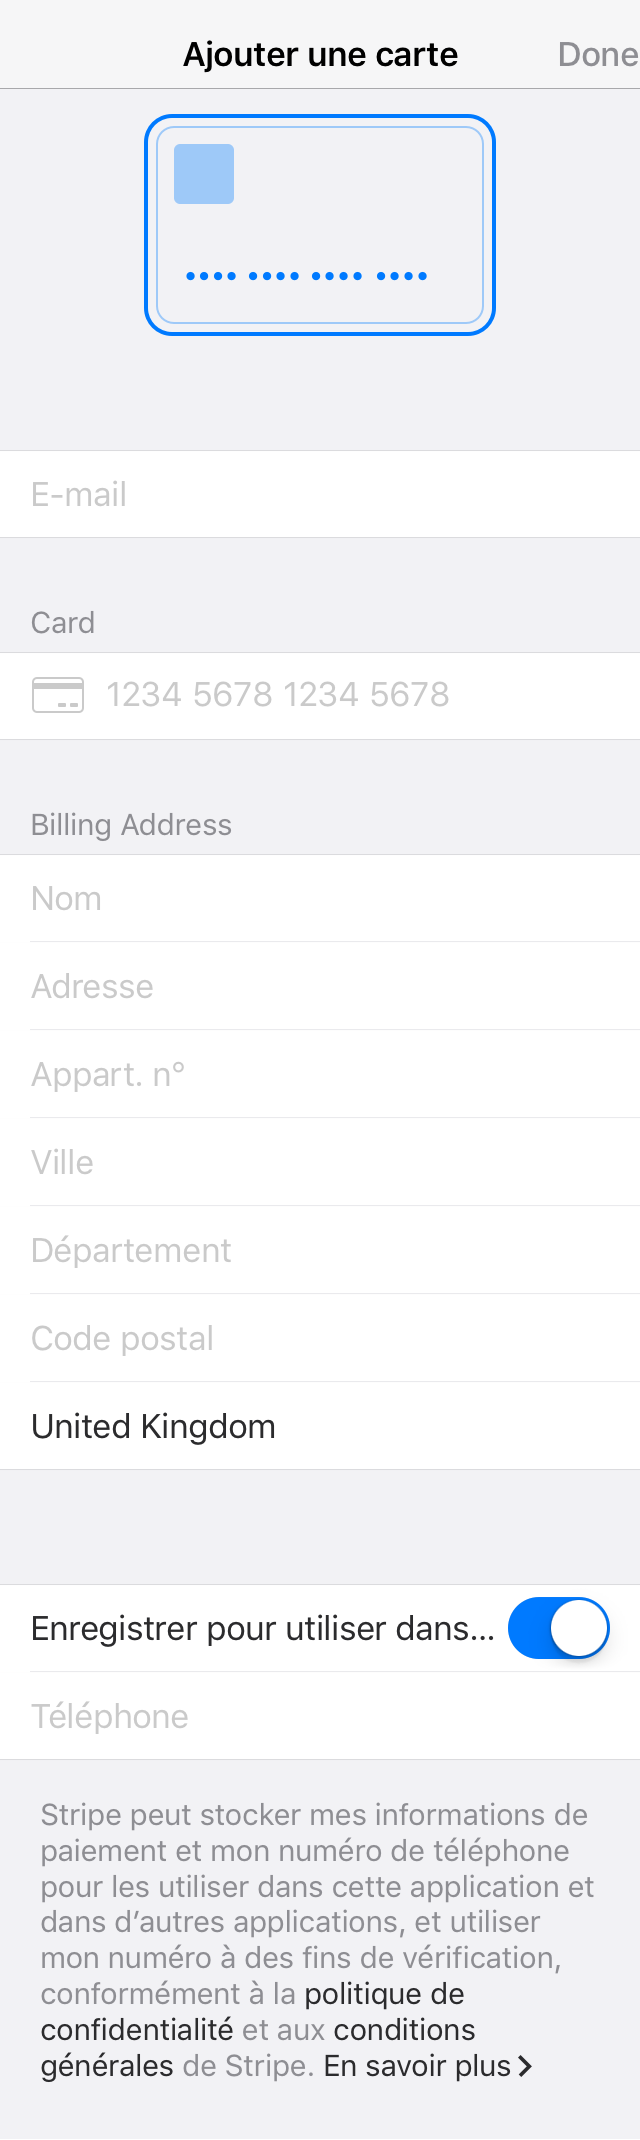 Ajouter une carte
Done
•••• •••• •••• ••••
E-mail
Card
1234 5678 1234 5678
Billing Address
Nom
Adresse
Appart. n°
Ville
Département
Code postal
United Kingdom
Enregistrer pour utiliser dans...
Téléphone
Stripe peut stocker mes informations de
paiement et mon numéro de téléphone
pour les utiliser dans cette application et
dans d’autres applications, et utiliser
mon numéro à des fins de vérification,
conformément à la politique de
confidentialité et aux conditions
générales de Stripe. En savoir plus